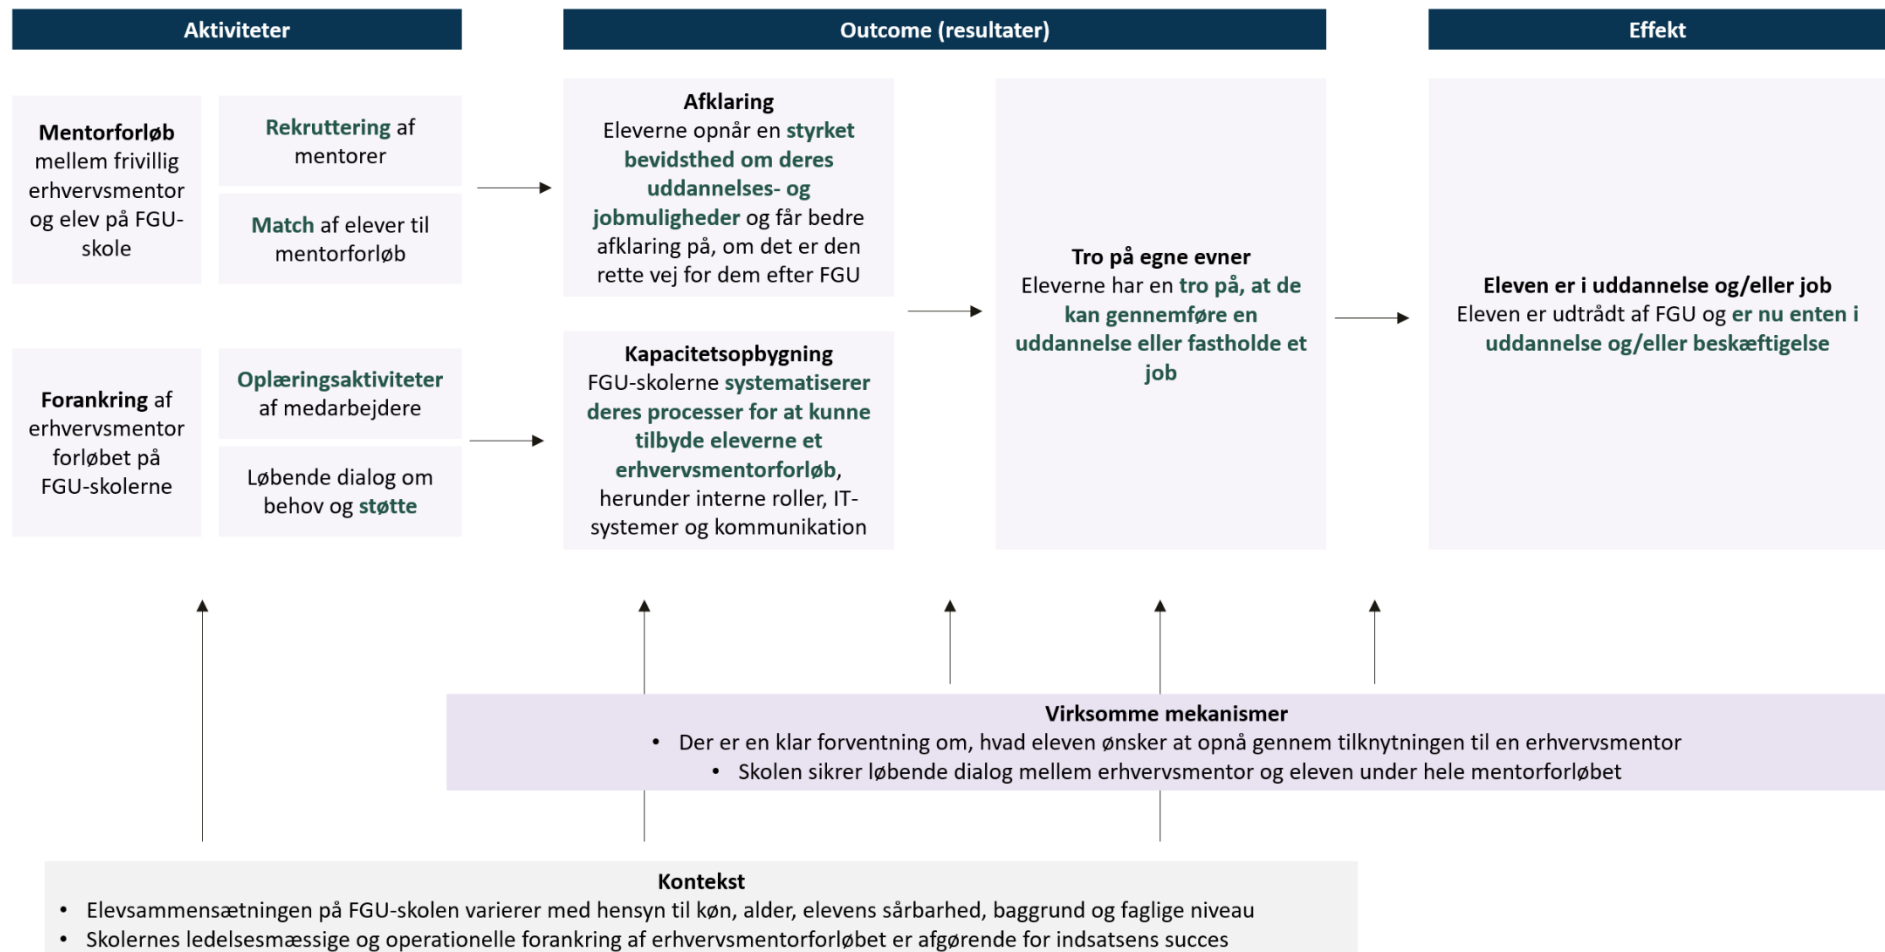 Aktiviteter
Outcome (resultater)
Effekt
Mentorforløb
mellem frivillig
erhvervsmentor
og elev på FGU-
skole
Rekruttering af
mentorer
Match af elever til
mentorforløb
Forankring af
erhvervsmentor
forløbet på
FGU-skolerne
Oplæringsaktiviteter
af medarbejdere
Løbende dialog om
behov og støtte
Afklaring
Eleverne opnår en styrket
bevidsthed om deres
uddannelses- og
jobmuligheder og får bedre
afklaring på, om det er den
rette vej for dem efter FGU
Kapacitetsopbygning
FGU-skolerne systematiserer
deres processer for at kunne
tilbyde eleverne et
erhvervsmentorforløb,
herunder interne roller, IT-
systemer og kommunikation
Tro på egne evner
Eleverne har en tro på, at de
kan gennemføre en
uddannelse eller fastholde et
job
Eleven er i uddannelse og/eller job
Eleven er udtrådt af FGU og er nu enten i
uddannelse og/eller beskæftigelse
Virksomme mekanismer
• Der er en klar forventning om, hvad eleven ønsker at opnå gennem tilknytningen til en erhvervsmentor
• Skolen sikrer løbende dialog mellem erhvervsmentor og eleven under hele mentorforløbet
Kontekst
• Elevsammensætningen på FGU-skolen varierer med hensyn til køn, alder, elevens sårbarhed, baggrund og faglige niveau
• Skolernes ledelsesmæssige og operationelle forankring af erhvervsmentorforløbet er afgørende for indsatsens succes